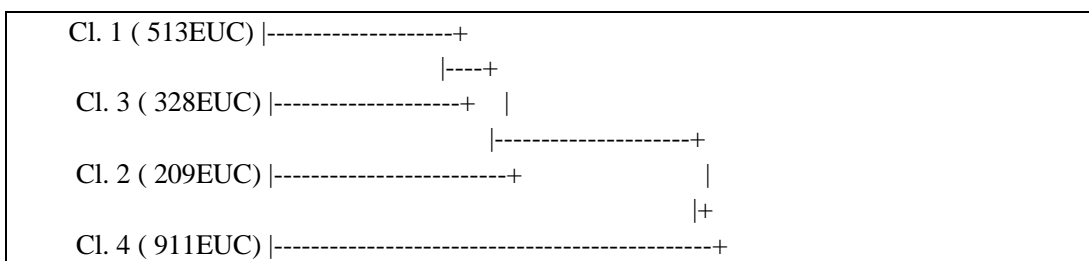 Cl. 1 ( 513EUC) |--------------------+
|----+
Cl. 3 ( 328EUC) |--------------------+ |
|---------------------+
Cl. 2 ( 209EUC) |-------------------------+ |
|+
Cl. 4 ( 911EUC) |-----------------------------------------------+